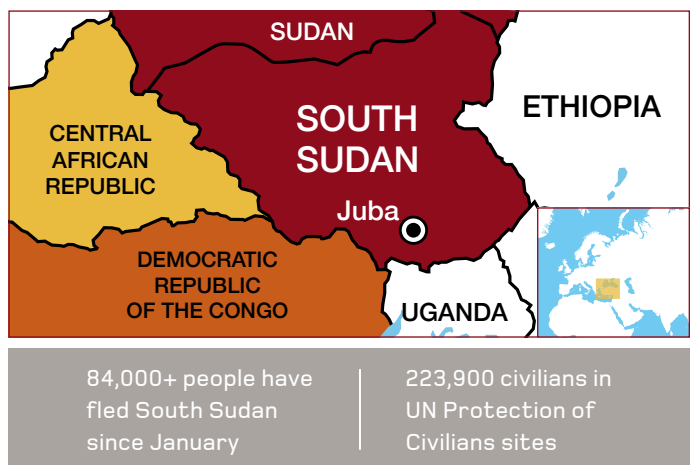 SUDAN
SOUTH
SUDAN
ETHIOPIA
CENTRAL
AFRICAN
REPUBLIC
Juba
DEMOCRATIC
REPUBLIC
OF THE CONGO
UGANDA
84,000+ people have
fled South Sudan
since January
223,900 civilians in
UN Protection of
Civilians sites